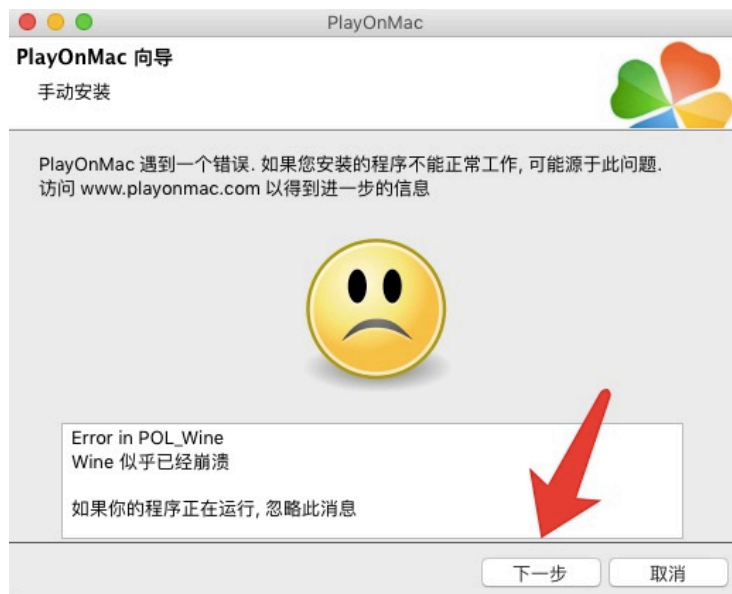 PlayOnMac
PlayOnMac 向导
手动安装
PlayOnMac 遇到一个错误. 如果您安装的程序不能正常工作, 可能源于此问题.
访问 www.playonmac.com 以得到进一步的信息
Error in POL_Wine
Wine 似乎已经崩溃
如果你的程序正在运行, 忽略此消息
下一步
取消